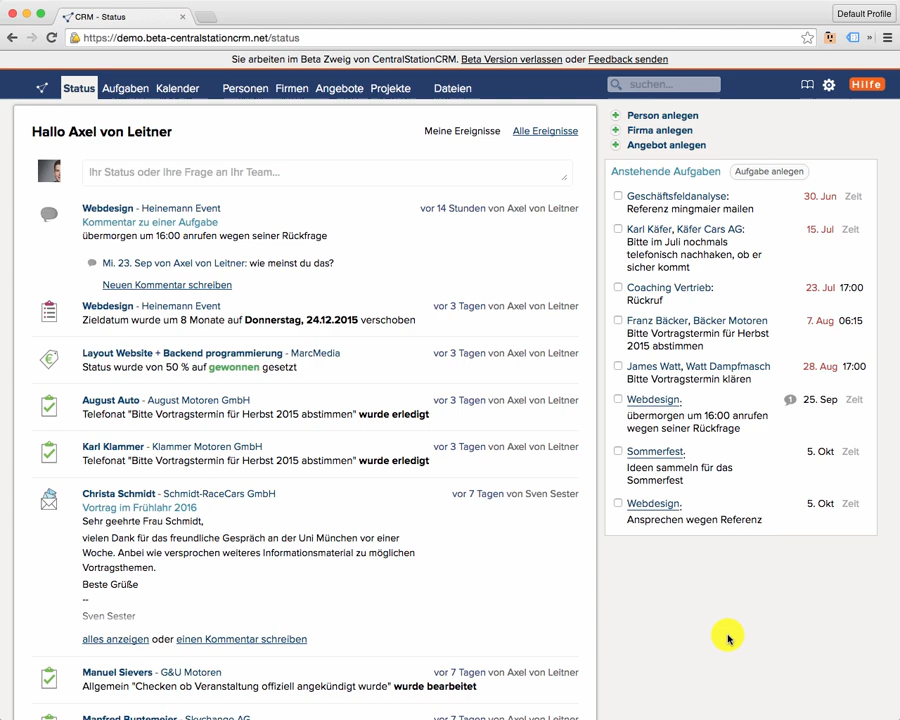 CRM - Status
Default Profile
https://demo.beta-centralstationcrm.net/status
Sie arbeiten im Beta Zweig von CentralStationCRM. Beta Version verlassen oder Feedback senden
Status Aufgaben Kalender Personen Firmen Angebote Projekte Dateien suchen... Hilfe
Hallo Axel von Leitner
Meine Ereignisse Alle Ereignisse
Ihr Status oder Ihre Frage an Ihr Team...
Webdesign - Heinemann Event vor 14 Stunden von Axel von Leitner
Kommentar zu einer Aufgabe
übermorgen um 16:00 anrufen wegen seiner Rückfrage
Mi. 23. Sep von Axel von Leitner: wie meinst du das?
Neuen Kommentar schreiben
Webdesign - Heinemann Event vor 3 Tagen von Axel von Leitner
Zieldatum wurde um 8 Monate auf Donnerstag, 24.12.2015 verschoben
Layout Website + Backend programmierung - MarcMedia vor 3 Tagen von Axel von Leitner
Status wurde von 50 % auf gewonnen gesetzt
August Auto - August Motoren GmbH vor 3 Tagen von Axel von Leitner
Telefonat "Bitte Vortragstermin für Herbst 2015 abstimmen" wurde erledigt
Karl Klammer - Klammer Motoren GmbH vor 3 Tagen von Axel von Leitner
Telefonat "Bitte Vortragstermin für Herbst 2015 abstimmen" wurde erledigt
Christa Schmidt - Schmidt-RaceCars GmbH vor 7 Tagen von Sven Sester
Vortrag im Frühlahr 2016
Sehr geehrte Frau Schmidt,
vielen Dank für das freundliche Gespräch an der Uni München vor einer
Woche. Anbei wie versprochen weiteres Informationsmaterial zu möglichen
Vortragsthemen.
Beste Grüße
--
Sven Sester
alles anzeigen oder einen Kommentar schreiben
Manuel Sievers - G&U Motoren vor 7 Tagen von Axel von Leitner
Allgemein "Checken ob Veranstaltung offiziell angekündigt wurde" wurde bearbeitet
Manfred Buntemeier - Skychange AG vor 7 Tagen von Axel von Leitner
Person anlegen
Firma anlegen
Angebot anlegen
Anstehende Aufgaben Aufgabe anlegen
Geschäftsfeldanalyse: 30. Jun Zeit
Referenz mingmaier mailen
Karl Käfer, Käfer Cars AG: 15. Jul Zeit
Bitte im Juli nochmals
telefonisch nachhaken, ob er
sicher kommt
Coaching Vertrieb: 23. Jul 17:00
Rückruf
Franz Bäcker, Bäcker Motoren 7. Aug 06:15
Bitte Vortragstermin für Herbst
2015 abstimmen
James Watt, Watt Dampfmasch 28. Aug 17:00
Bitte Vortragstermin klären
Webdesign. 1 25. Sep Zeit
übermorgen um 16:00 anrufen
wegen seiner Rückfrage
Sommerfest. 5. Okt Zeit
Ideen sammeln für das
Sommerfest
Webdesign. 5. Okt Zeit
Ansprechen wegen Referenz